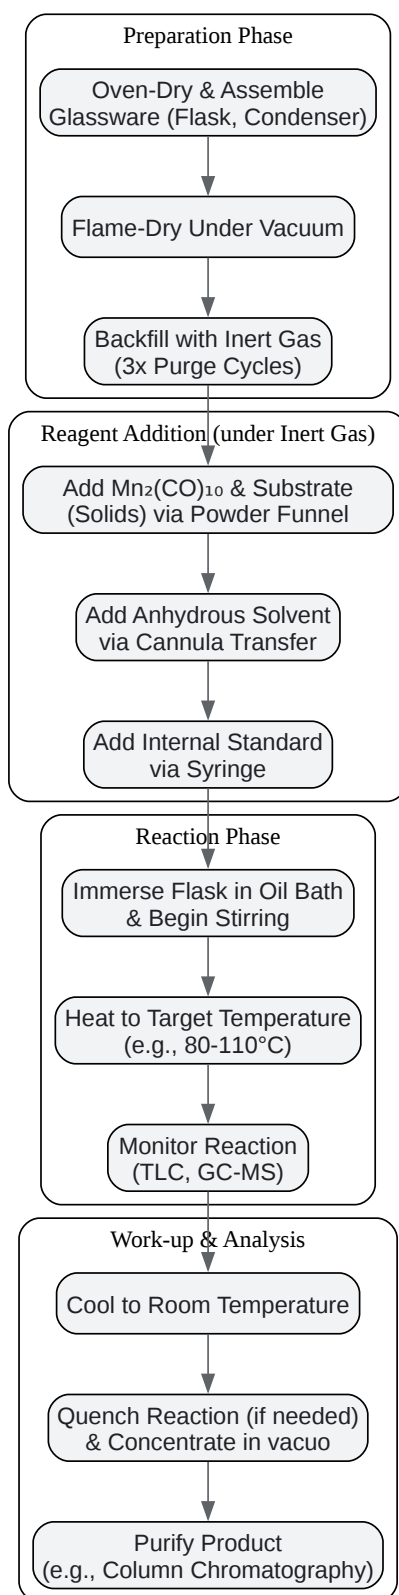 Preparation Phase
Oven-Dry & Assemble
Glassware (Flask, Condenser)
Flame-Dry Under Vacuum
Backfill with Inert Gas
(3x Purge Cycles)
Reagent Addition (under Inert Gas)
Add Mn₂(CO)₁₀ & Substrate
(Solids) via Powder Funnel
Add Anhydrous Solvent
via Cannula Transfer
Add Internal Standard
via Syringe
Reaction Phase
Immerse Flask in Oil Bath
& Begin Stirring
Heat to Target Temperature
(e.g., 80-110°C)
Monitor Reaction
(TLC, GC-MS)
Work-up & Analysis
Cool to Room Temperature
Quench Reaction (if needed)
& Concentrate in vacuo
Purify Product
(e.g., Column Chromatography)